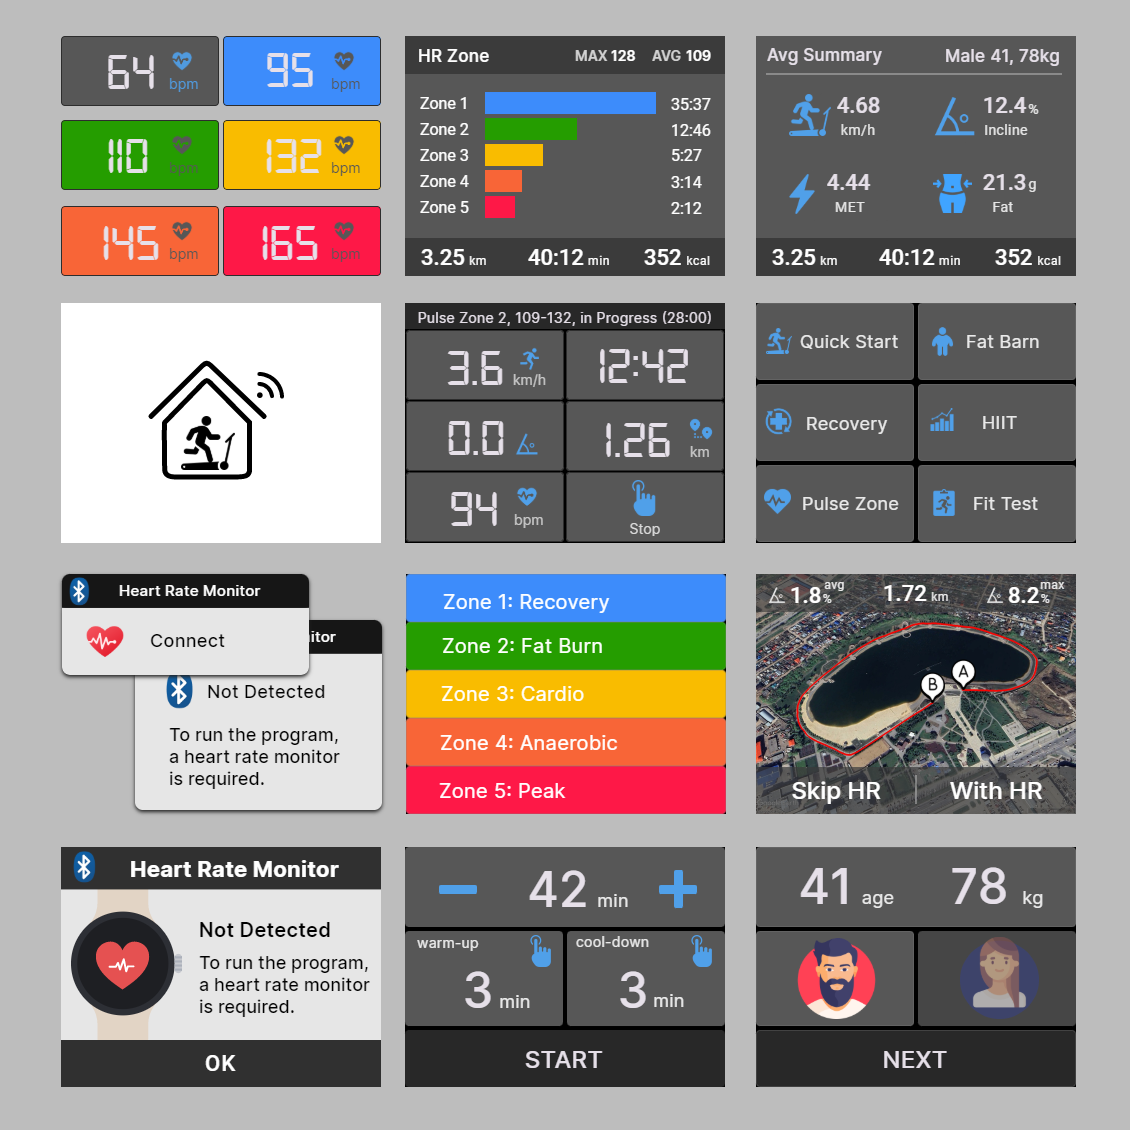 64 bpm
95 bpm
110 bpm
132 bpm
145 bpm
165 bpm
HR Zone MAX 128 AVG 109
Zone 1 35:37
Zone 2 12:46
Zone 3 5:27
Zone 4 3:14
Zone 5 2:12
3.25 km 40:12 min 352 kcal
Avg Summary Male 41, 78kg
4.68 km/h
12.4% Incline
4.44 MET
21.3g Fat
3.25 km 40:12 min 352 kcal
Pulse Zone 2, 109-132, in Progress (28:00)
3.6 km/h
12:42
0.0
1.26 km
94 bpm
Stop
Quick Start
Fat Barn
Recovery
HIIT
Pulse Zone
Fit Test
Heart Rate Monitor
Connect
itor
Not Detected
To run the program,
a heart rate monitor
is required.
Zone 1: Recovery
Zone 2: Fat Burn
Zone 3: Cardio
Zone 4: Anaerobic
Zone 5: Peak
1.8% avg
1.72 km
8.2% max
B
A
Skip HR
With HR
Heart Rate Monitor
Not Detected
To run the program,
a heart rate monitor
is required.
OK
42 min
warm-up
3 min
cool-down
3 min
START
41 age
78 kg
NEXT